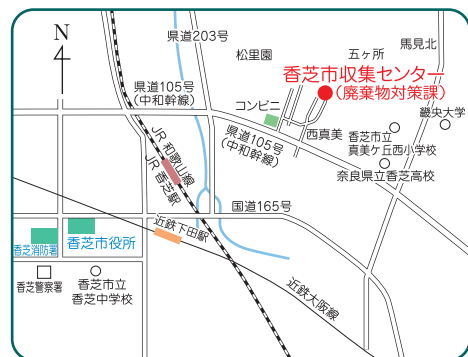 N
県道203号
松里園
五ヶ所
馬見北
香芝市収集センター
(廃棄物対策課)
県道105号
(中和幹線)
コンビニ
畿央大学
県道105号
(中和幹線)
西真美
香芝市立
真美ケ丘西小学校
奈良県立香芝高校
JR 和歌山線
JR 香芝駅
国道165号
近鉄下田駅
香芝消防署
香芝市役所
近鉄大阪線
香芝警察署
香芝市立
香芝中学校